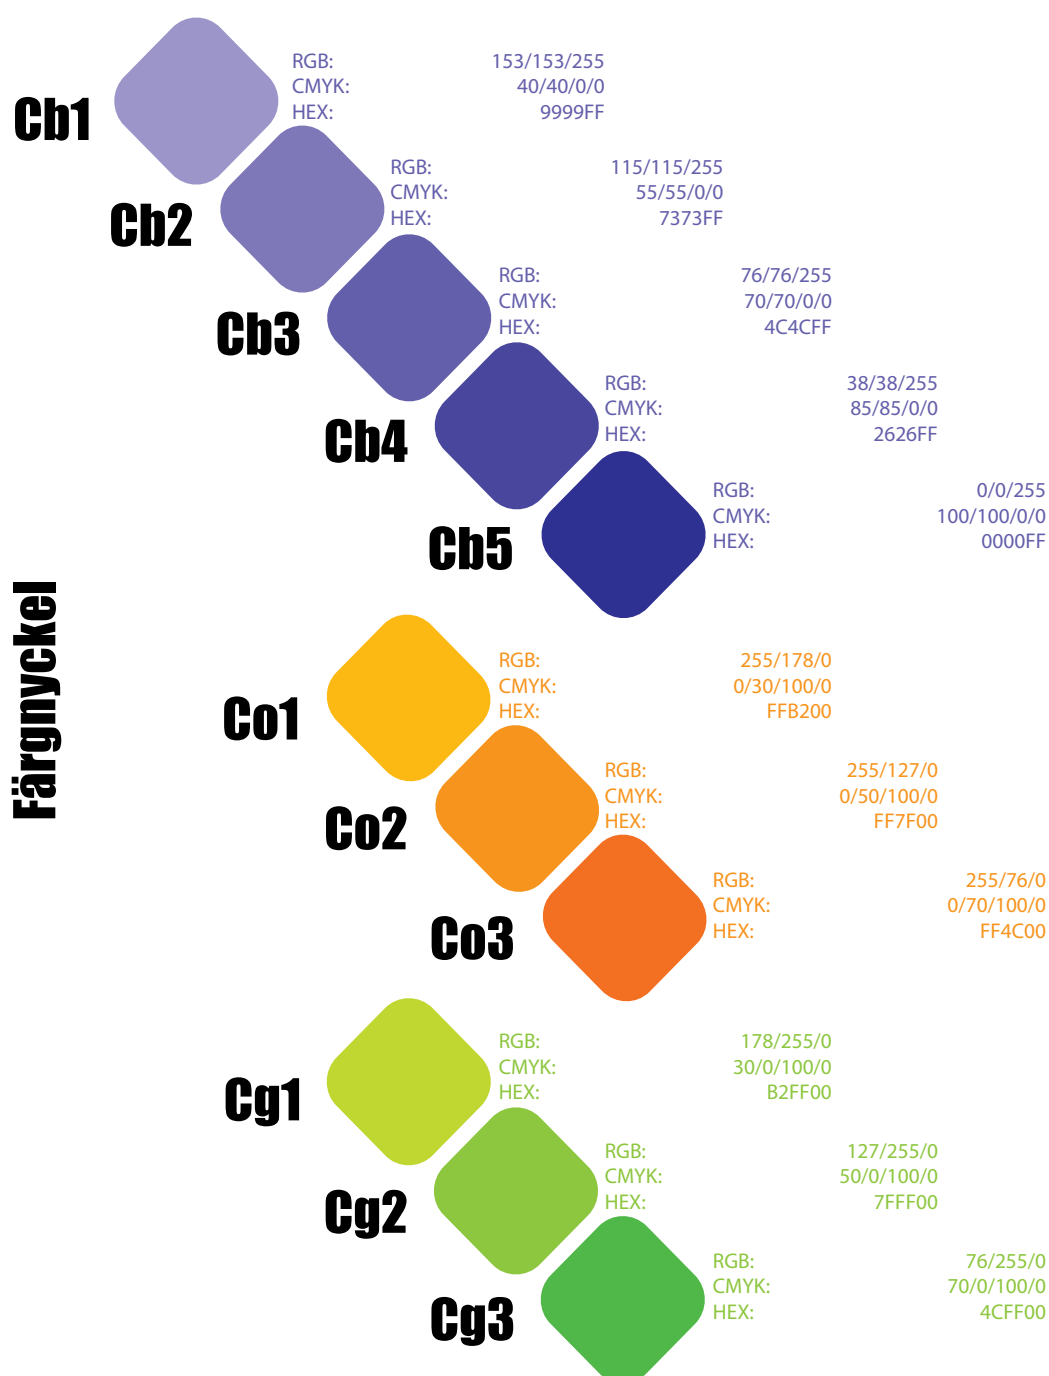 Färgnyckel
Cb1
RGB: 153/153/255
CMYK: 40/40/0/0
HEX: 9999FF
Cb2
RGB: 115/115/255
CMYK: 55/55/0/0
HEX: 7373FF
Cb3
RGB: 76/76/255
CMYK: 70/70/0/0
HEX: 4C4CFF
Cb4
RGB: 38/38/255
CMYK: 85/85/0/0
HEX: 2626FF
Cb5
RGB: 0/0/255
CMYK: 100/100/0/0
HEX: 0000FF
Co1
RGB: 255/178/0
CMYK: 0/30/100/0
HEX: FFB200
Co2
RGB: 255/127/0
CMYK: 0/50/100/0
HEX: FF7F00
Co3
RGB: 255/76/0
CMYK: 0/70/100/0
HEX: FF4C00
Cg1
RGB: 178/255/0
CMYK: 30/0/100/0
HEX: B2FF00
Cg2
RGB: 127/255/0
CMYK: 50/0/100/0
HEX: 7FFF00
Cg3
RGB: 76/255/0
CMYK: 70/0/100/0
HEX: 4CFF00